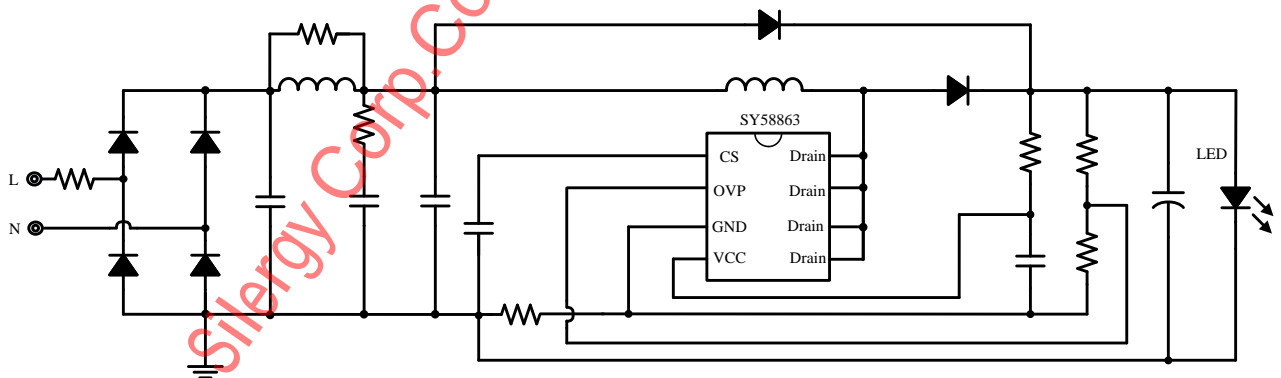 Silergy Corp.Co
SY58863
CS
Drain
OVP
Drain
GND
Drain
VCC
Drain
LED
L
N